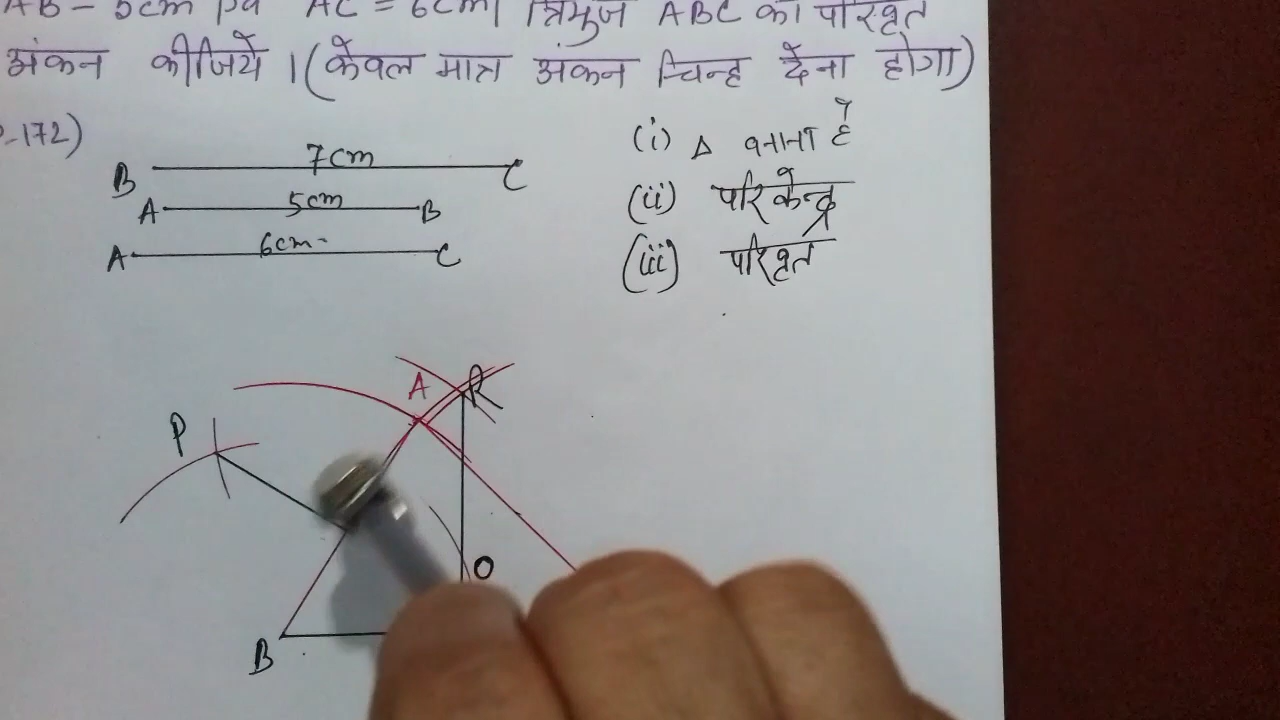 AB = 5cm एवं AC = 6cm। त्रिभुज ABC का परिवृत
अंकन कीजिये । (केवल मात्र अंकन चिन्ह देना होगा)
-172)
B 7cm C
A 5cm B
A 6cm C
(i) Δ बनाना है
(ii) परिकेन्द्र
(iii) परिवृत
P
A
R
O
B